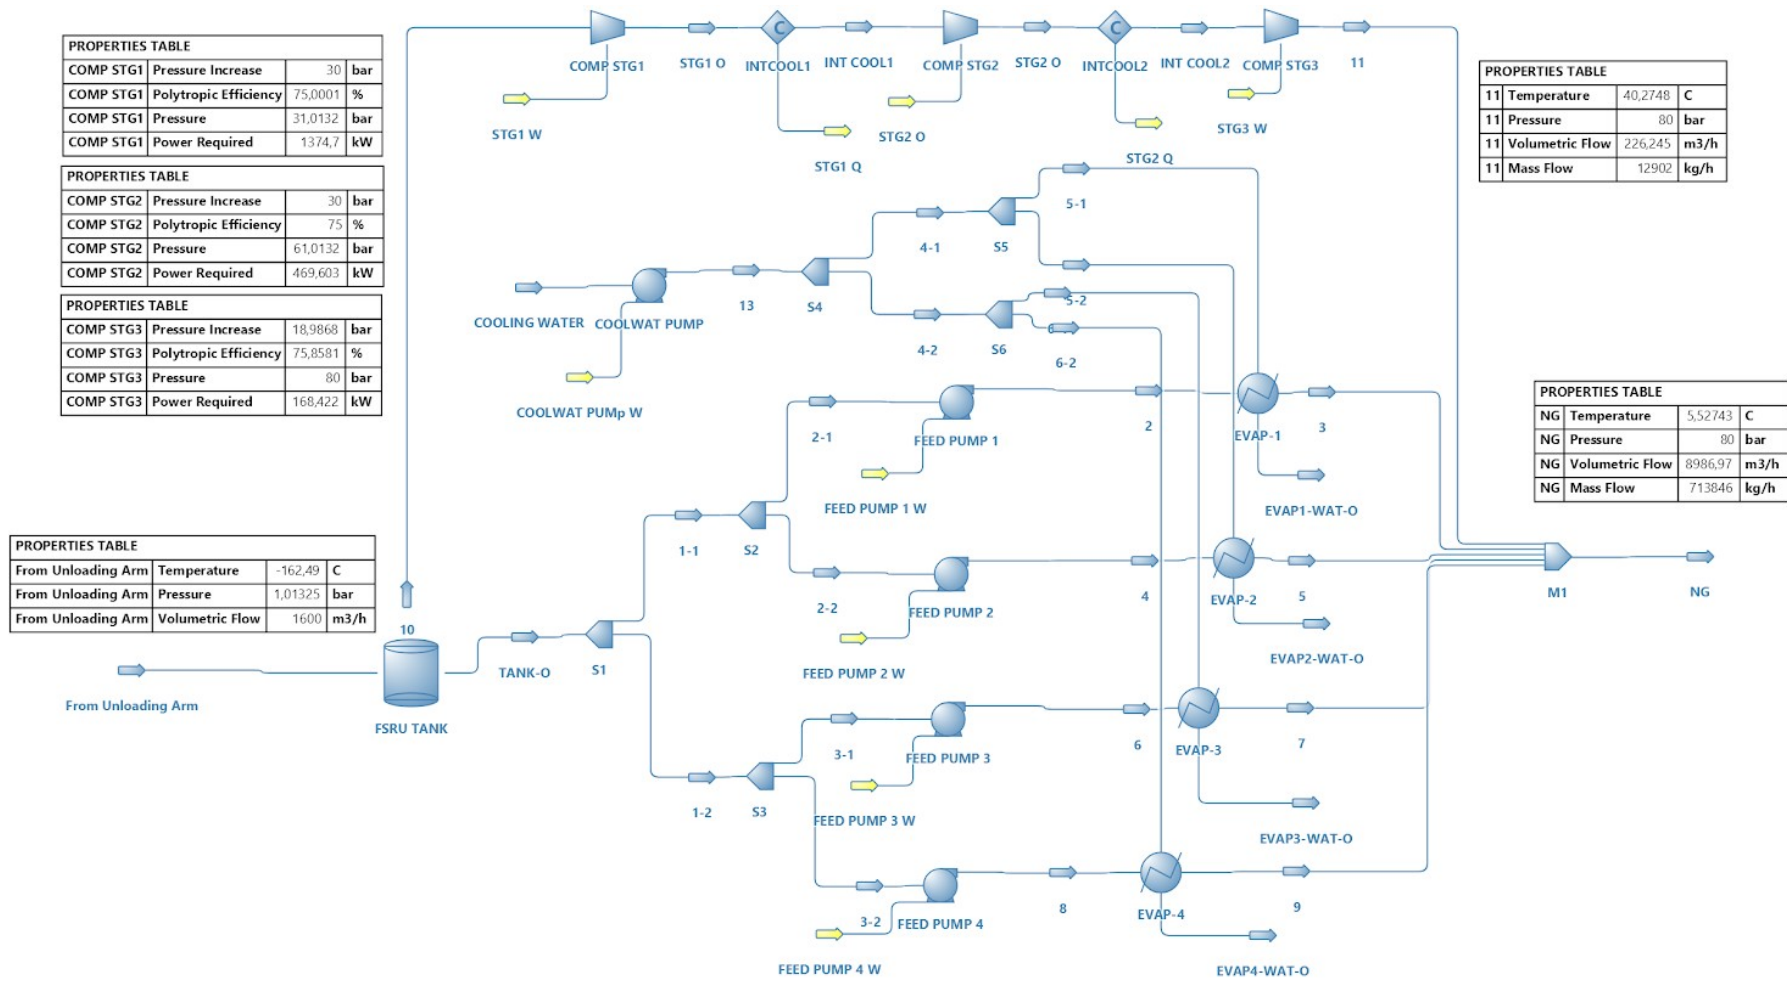 PROPERTIES TABLE
COMP STG1 Pressure Increase 30 bar
COMP STG1 Polytropic Efficiency 75,0001 %
COMP STG1 Pressure 31,0132 bar
COMP STG1 Power Required 1374,7 kW
PROPERTIES TABLE
COMP STG2 Pressure Increase 30 bar
COMP STG2 Polytropic Efficiency 75 %
COMP STG2 Pressure 61,0132 bar
COMP STG2 Power Required 469,603 kW
PROPERTIES TABLE
COMP STG3 Pressure Increase 18,9868 bar
COMP STG3 Polytropic Efficiency 75,8581 %
COMP STG3 Pressure 80 bar
COMP STG3 Power Required 168,422 kW
C
C
COMP STG1
STG1 O
INTCOOL1
INT COOL1
COMP STG2
STG2 O
INTCOOL2
INT COOL2
COMP STG3
11
STG1 W
STG1 Q
STG2 O
STG2 Q
STG3 W
PROPERTIES TABLE
11 Temperature 40,2748 C
11 Pressure 80 bar
11 Volumetric Flow 226,245 m3/h
11 Mass Flow 12902 kg/h
5-1
4-1
S5
13
S4
5-2
COOLING WATER
COOLWAT PUMP
4-2
S6
6-2
COOLWAT PUMp W
PROPERTIES TABLE
NG Temperature 5,52743 C
NG Pressure 80 bar
NG Volumetric Flow 8986,97 m3/h
NG Mass Flow 713846 kg/h
2-1
FEED PUMP 1
2
EVAP-1
3
FEED PUMP 1 W
EVAP1-WAT-O
1-1
S2
PROPERTIES TABLE
From Unloading Arm Temperature -162,49 C
From Unloading Arm Pressure 1,01325 bar
From Unloading Arm Volumetric Flow 1600 m3/h
2-2
FEED PUMP 2
4
EVAP-2
5
M1
NG
10
FEED PUMP 2 W
EVAP2-WAT-O
TANK-O
S1
From Unloading Arm
FSRU TANK
3-1
FEED PUMP 3
6
EVAP-3
7
1-2
S3
FEED PUMP 3 W
EVAP3-WAT-O
3-2
FEED PUMP 4
8
EVAP-4
9
FEED PUMP 4 W
EVAP4-WAT-O